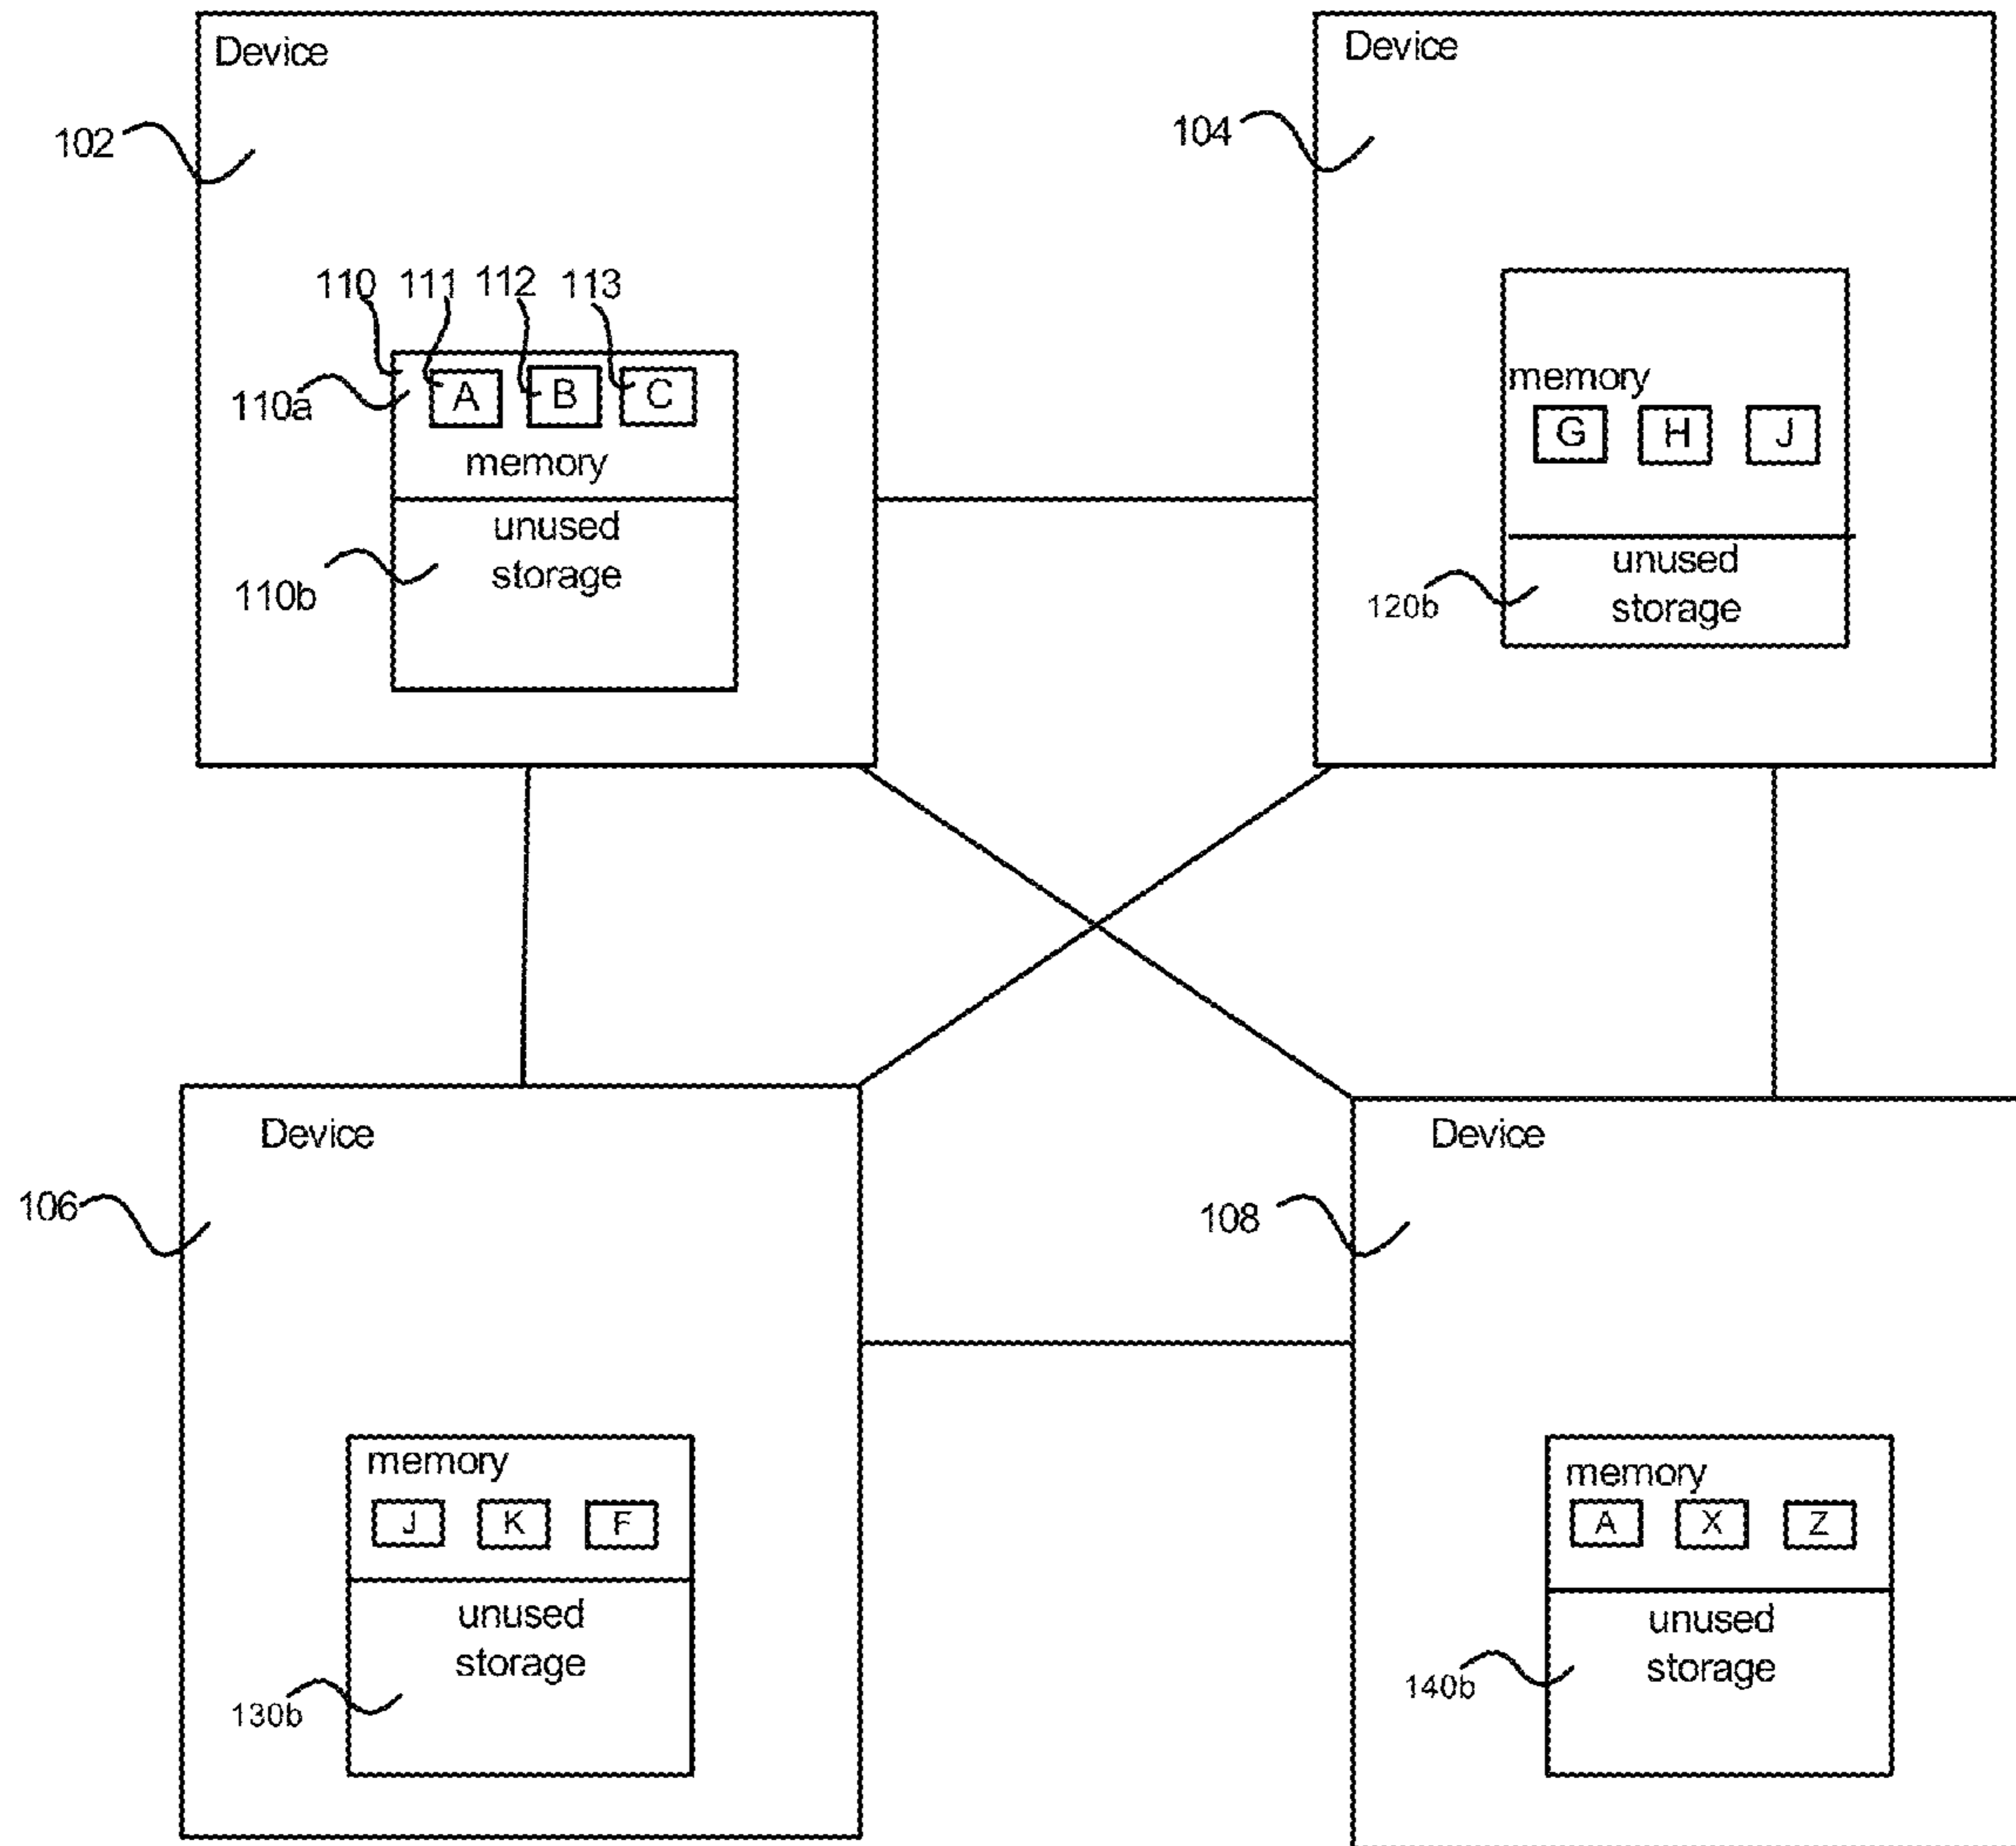 Device
102
110 111 112 113
110a
A B C
memory
unused
storage
110b
Device
104
memory
G H J
unused
storage
120b
Device
106
memory
J K F
unused
storage
130b
Device
108
memory
A X Z
unused
storage
140b